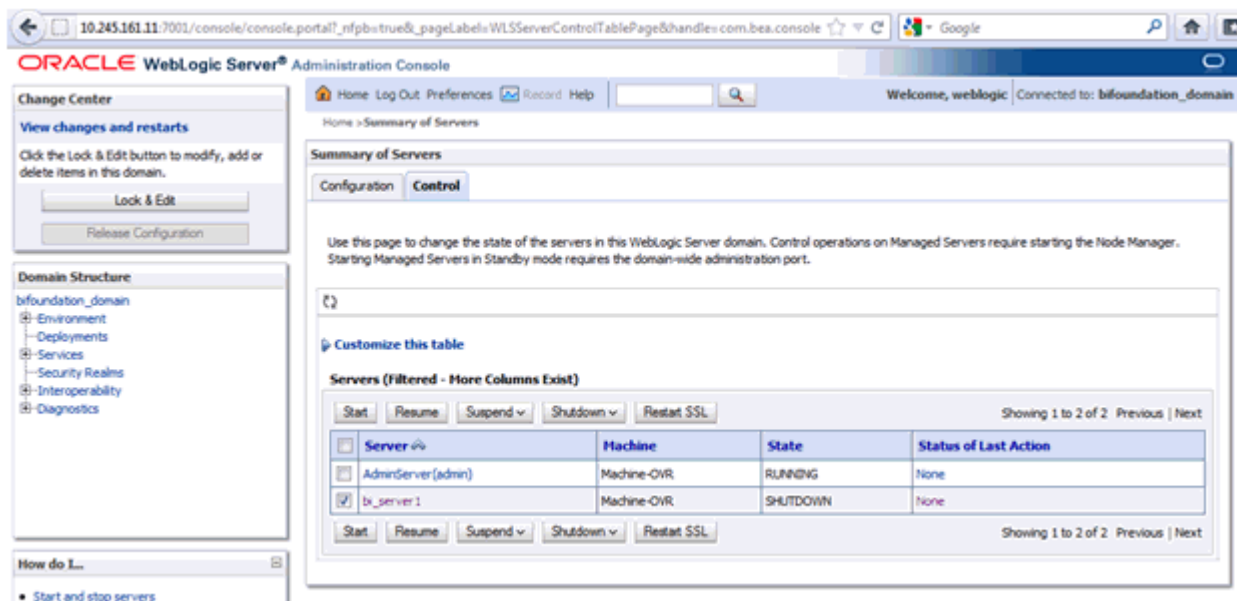 10.245.161.11:7001/console/console.portal?_nfpb=true&_pageLabel=WLSServerControlTablePage&handle=com.bea.console
Google
ORACLE WebLogic Server® Administration Console
Change Center
View changes and restarts
Click the Lock & Edit button to modify, add or
delete items in this domain.
Lock & Edit
Release Configuration
Domain Structure
bifoundation_domain
Environment
Deployments
Services
Security Realms
Interoperability
Diagnostics
How do I...
Start and stop servers
Home Log Out Preferences Record Help
Welcome, weblogic Connected to: bifoundation_domain
Home >Summary of Servers
Summary of Servers
Configuration Control
Use this page to change the state of the servers in this WebLogic Server domain. Control operations on Managed Servers require starting the Node Manager.
Starting Managed Servers in Standby mode requires the domain-wide administration port.
Customize this table
Servers (Filtered - More Columns Exist)
Start Resume Suspend Shutdown Restart SSL Showing 1 to 2 of 2 Previous | Next
Server Machine State Status of Last Action
AdminServer(admin) Machine-OVR RUNNING None
bi_server1 Machine-OVR SHUTDOWN None
Start Resume Suspend Shutdown Restart SSL Showing 1 to 2 of 2 Previous | Next